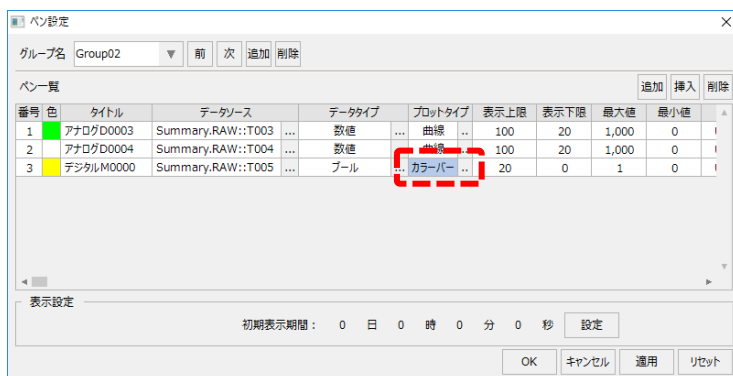 ペン設定
グループ名 Group02 前 次 追加 削除
ペン一覧 追加 挿入 削除
番号 色 タイトル データソース データタイプ プロットタイプ 表示上限 表示下限 最大値 最小値
1 アナログD0003 Summary.RAW::T003 ... 数値 ... 曲線 .. 100 20 1,000 0
2 アナログD0004 Summary.RAW::T004 ... 数値 ... 曲線 .. 100 20 1,000 0
3 デジタルM0000 Summary.RAW::T005 ... ブール ... カラーバー .. 20 0 1 0
表示設定
初期表示期間： 0 日 0 時 0 分 0 秒 設定
OK キャンセル 適用 リセット